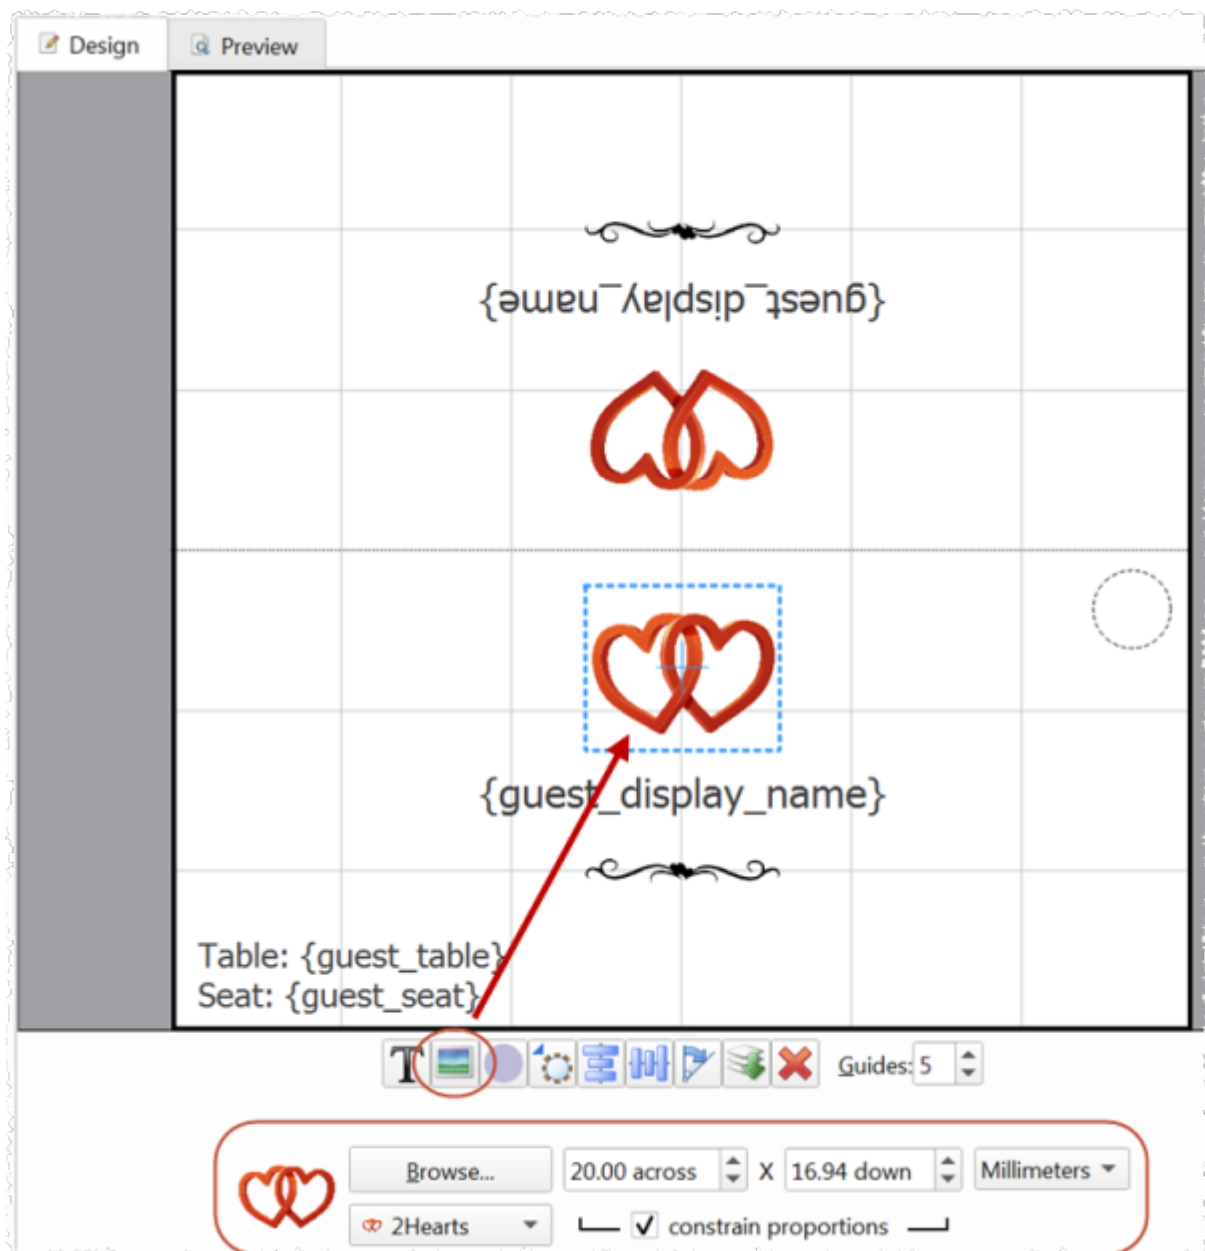 Design Preview
{guest_display_name}
{guest_display_name}
Table: {guest_table}
Seat: {guest_seat}
T Guides: 5
Browse... 20.00 across X 16.94 down Millimeters
2Hearts constrain proportions